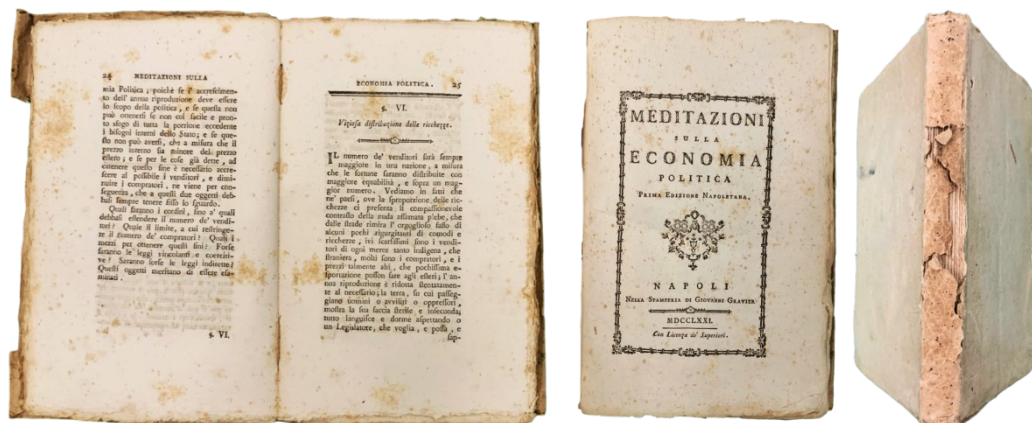 24 MEDITAZIONI SULLA
mia Politica; poichè se l' accrescimen-
to dell' annua riproduzione deve essere
lo scopo della politica, e se questa non
può ottenersi se non col facile e pron-
to sfogo di tutta la porzione eccedente
i bisogni interni dello Stato; e se que-
sto non può aversi, che a misura che il
prezzo interno sia minore del prezzo
estero; e se per le cose già dette, ad
ottenere questo fine è necessario accre-
scere al possibile i venditori, e dimi-
nuire i compratori, ne viene per con-
seguenza, che a questi due oggetti deb-
basi sempre tenere fisso lo sguardo.
Quali saranno i confini, sino a' quali
debbasi estendere il numero de' vendi-
tori? Quale il limite, a cui restringe-
re il numero de' compratori? Quali i
mezzi per ottenere questi fini? Forse
saranno le leggi vincolanti e coerciti-
ve? Saranno forse le leggi indirette?
Questi oggetti meritano di essere esa-
minati.
§. VI.
ECONOMIA POLITICA. 25
§. VI.
Viziosa distribuzione delle ricchezze.
IL numero de' venditori sarà sempre
maggiore in una nazione, a misura
che le fortune saranno distribuite con
maggiore equabilità, e sopra un mag-
gior numero. Vediamo in fatti che
ne' paesi, ove la sproporzione delle ric-
chezze ci presenta il compassionevole
contrasto della nuda affamata plebe, che
dalle strade rimira l' orgoglioso fasto di
alcuni pochi rigurgitanti di comodi e
ricchezze, ivi scarsissimi sono i vendi-
tori di ogni merce tanto indigena, che
straniera, molti sono i compratori, e i
prezzi talmente alti, che pochissima e-
sportazione posson fare agli esteri; l' an-
nua riproduzione è ridotta stentatamen-
te al necessario; la terra, su cui passeg-
giano uomini o avviliti o oppressori,
mostra la sua faccia sterile e infeconda;
tutto languisce e dorme aspettando o
un Legislatore, che voglia, e possa, e
sap-
MEDITAZIONI
SULLA
ECONOMIA
POLITICA
PRIMA EDIZIONE NAPOLETANA.
NAPOLI
NELLA STAMPERIA DI GIOVANNI GRAVIER
MDCCLXXI.
Con Licenza de' Superiori.